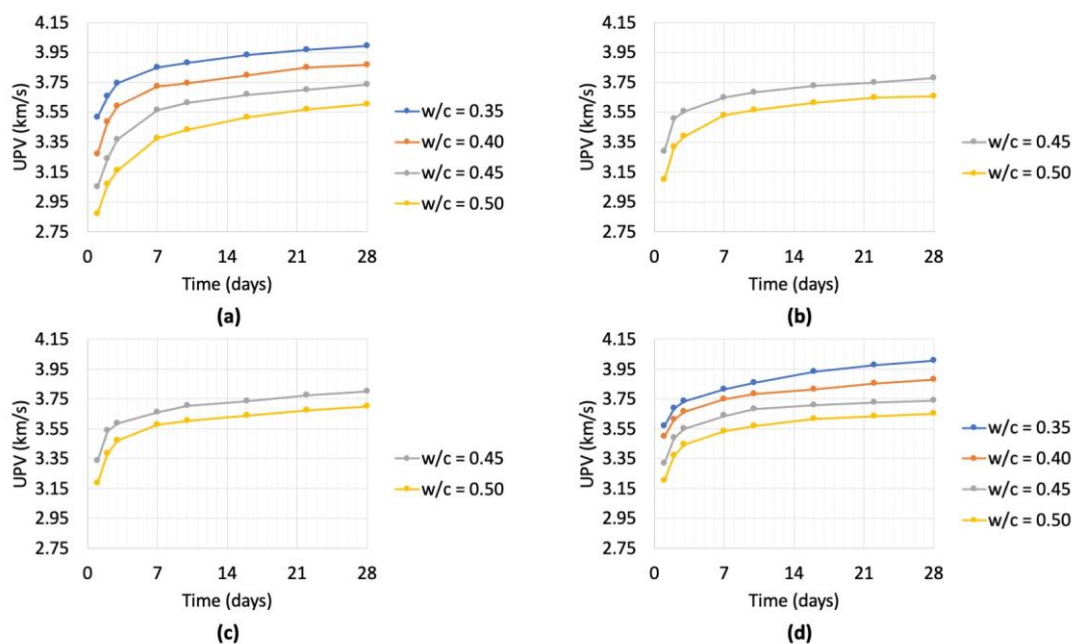 4.15
3.95
3.75
3.55
3.35
3.15
2.95
2.75
UPV (km/s)
0 7 14 21 28
Time (days)
w/c = 0.35
w/c = 0.40
w/c = 0.45
w/c = 0.50
(a)
4.15
3.95
3.75
3.55
3.35
3.15
2.95
2.75
UPV (km/s)
0 7 14 21 28
Time (days)
w/c = 0.45
w/c = 0.50
(b)
4.15
3.95
3.75
3.55
3.35
3.15
2.95
2.75
UPV (km/s)
0 7 14 21 28
Time (days)
w/c = 0.45
w/c = 0.50
(c)
4.15
3.95
3.75
3.55
3.35
3.15
2.95
2.75
UPV (km/s)
0 7 14 21 28
Time (days)
w/c = 0.35
w/c = 0.40
w/c = 0.45
w/c = 0.50
(d)